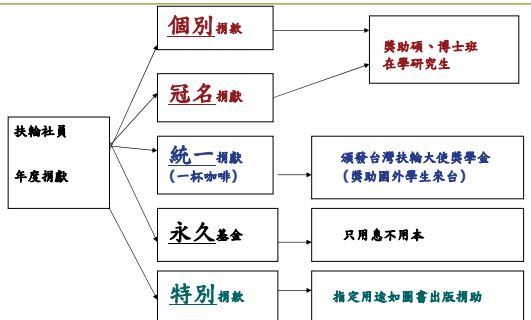 扶輪社員
年度捐獻
個別捐款
冠名捐獻
統一捐獻
（一杯咖啡）
永久基金
特別捐款
獎助碩、博士班
在學研究生
頒發台灣扶輪大使獎學金
（獎助國外學生來台）
只用息不用本
指定用途如圖書出版捐助